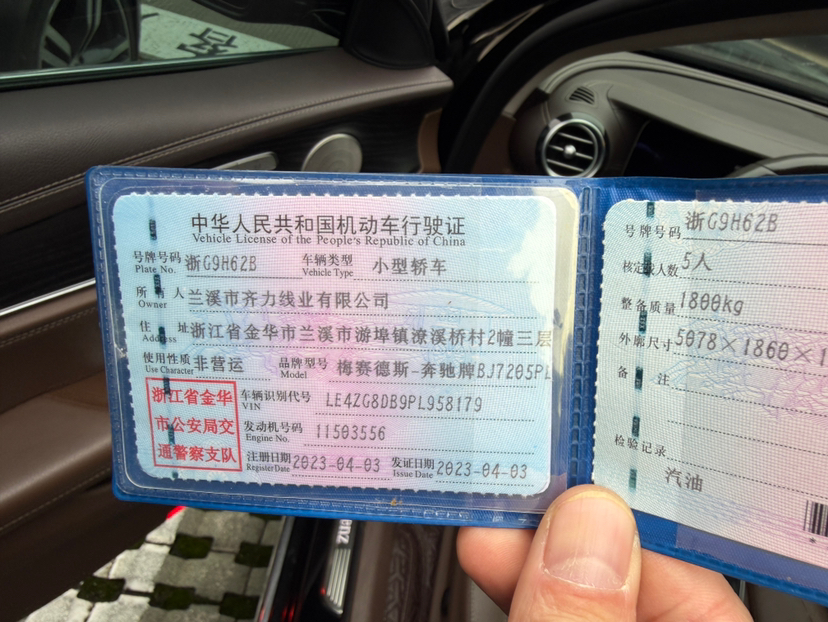 中华人民共和国机动车行驶证
Vehicle License of the People's Republic of China
号牌号码 浙G9H62B 车辆类型 小型轿车
Plate No. Vehicle Type
所有人 兰溪市齐力线业有限公司
Owner
住址 浙江省金华市兰溪市游埠镇潦溪桥村2幢三层
Address
使用性质 非营运 品牌型号 梅赛德斯-奔驰牌BJ7205PL
Use Character Model
浙江省金华
市公安局交
通警察支队
车辆识别代号 LE4ZG8DB9PL958179
VIN
发动机号码 11503556
Engine No.
注册日期 2023-04-03 发证日期 2023-04-03
Register Date Issue Date
号牌号码 浙G9H62B
核定载人数 5人
整备质量 1800kg
外廓尺寸 5078×1860×1
备注
检验记录
汽油